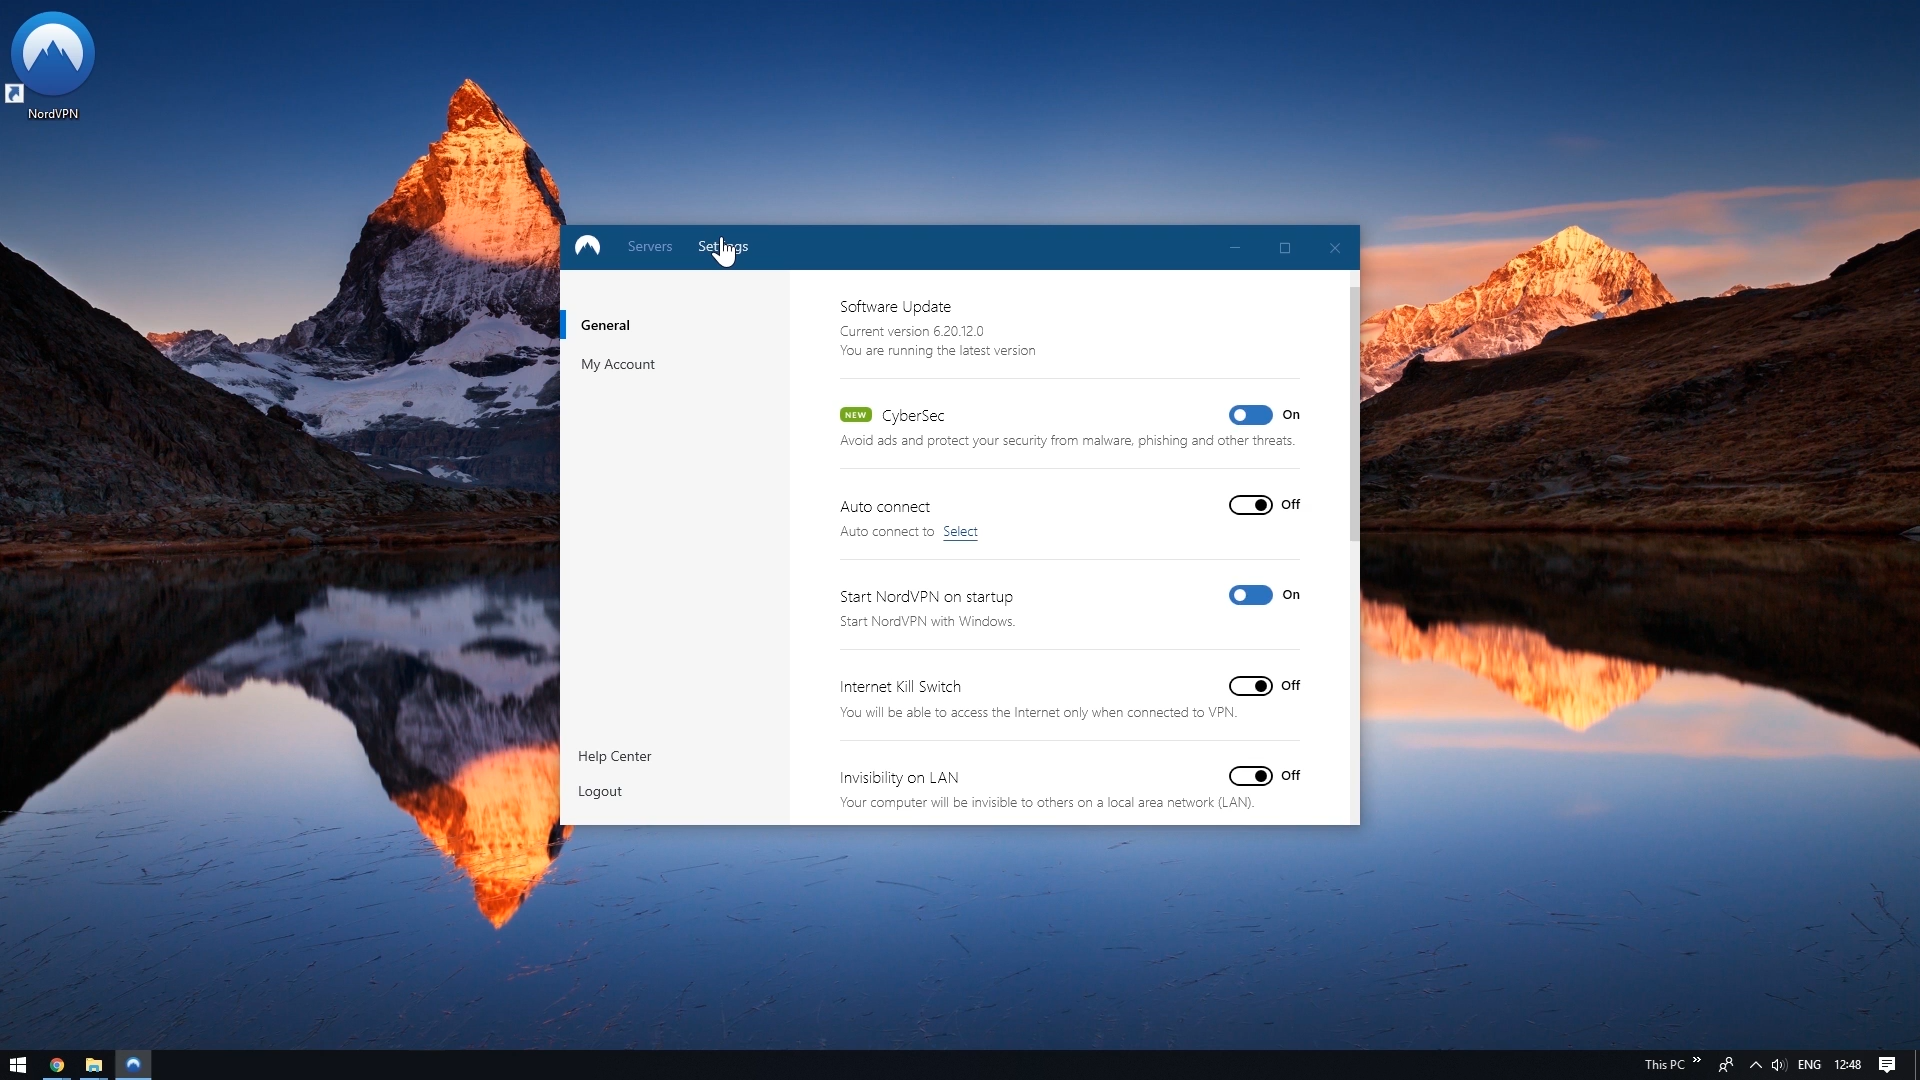 NordVPN
Servers Settings
General
My Account
Help Center
Logout
Software Update
Current version 6.20.12.0
You are running the latest version
NEW CyberSec On
Avoid ads and protect your security from malware, phishing and other threats.
Auto connect Off
Auto connect to Select
Start NordVPN on startup On
Start NordVPN with Windows.
Internet Kill Switch Off
You will be able to access the Internet only when connected to VPN.
Invisibility on LAN Off
Your computer will be invisible to others on a local area network (LAN).
This PC » ENG 12:48